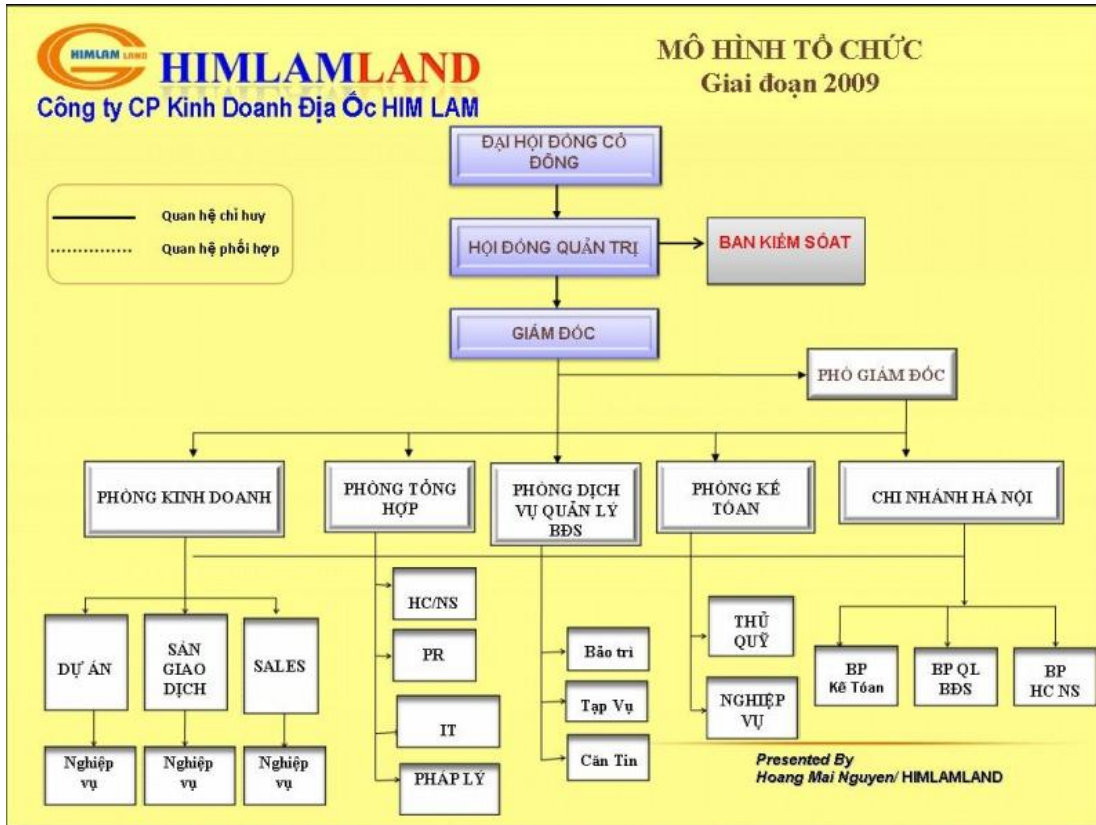 HIMLAM LAND
HIMLAMLAND
Công ty CP Kinh Doanh Địa Ốc HIM LAM
MÔ HÌNH TỔ CHỨC
Giai đoạn 2009
Quan hệ chỉ huy
Quan hệ phối hợp
ĐẠI HỘI ĐỒNG CỔ
ĐÔNG
HỘI ĐỒNG QUẢN TRỊ
BAN KIỂM SÓAT
GIÁM ĐỐC
PHÓ GIÁM ĐỐC
PHÒNG KINH DOANH
PHÒNG TỔNG
HỢP
PHÒNG DỊCH
VỤ QUẢN LÝ
BĐS
PHÒNG KẾ
TÓAN
CHI NHÁNH HÀ NỘI
DỰ ÁN
SÀN
GIAO
DỊCH
SALES
Nghiệp
vụ
Nghiệp
vụ
Nghiệp
vụ
HC/NS
PR
IT
PHÁP LÝ
Bảo trì
Tạp Vụ
Căn Tin
THỦ
QUỸ
NGHIỆP
VỤ
BP
Kế Tóan
BP QL
BĐS
BP
HC NS
Presented By
Hoang Mai Nguyen/ HIMLAMLAND